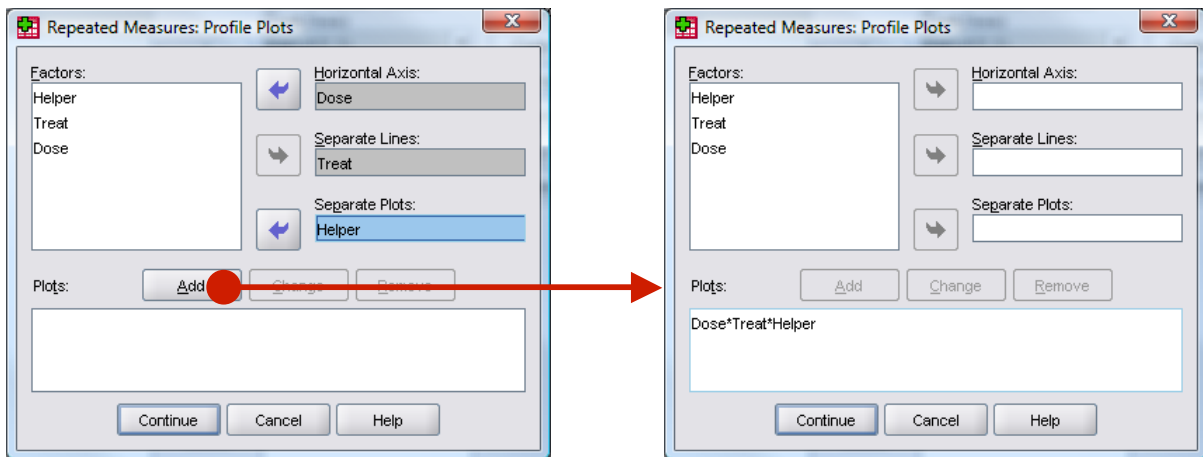 Repeated Measures: Profile Plots
Factors:
Helper
Treat
Dose
Horizontal Axis:
Dose
Separate Lines:
Treat
Separate Plots:
Helper
Plots:
Add
Change
Remove
Continue
Cancel
Help
Repeated Measures: Profile Plots
Factors:
Helper
Treat
Dose
Horizontal Axis:
Separate Lines:
Separate Plots:
Plots:
Add
Change
Remove
Dose*Treat*Helper
Continue
Cancel
Help